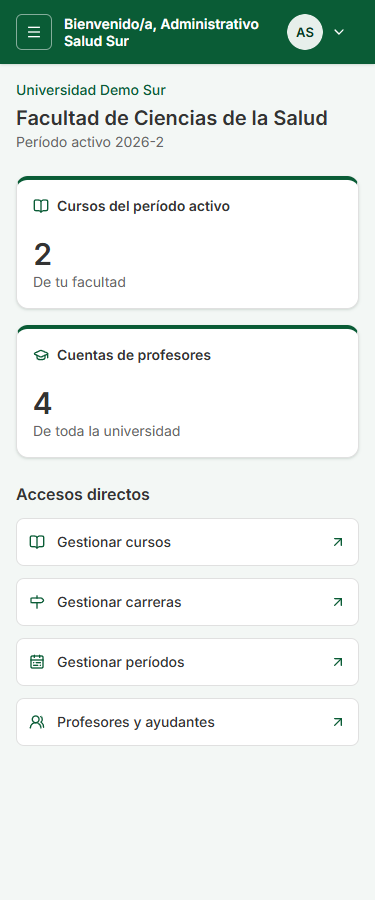 Bienvenido/a, Administrativo
Salud Sur
AS
Universidad Demo Sur
Facultad de Ciencias de la Salud
Período activo 2026-2
Cursos del período activo
2
De tu facultad
Cuentas de profesores
4
De toda la universidad
Accesos directos
Gestionar cursos
Gestionar carreras
Gestionar períodos
Profesores y ayudantes